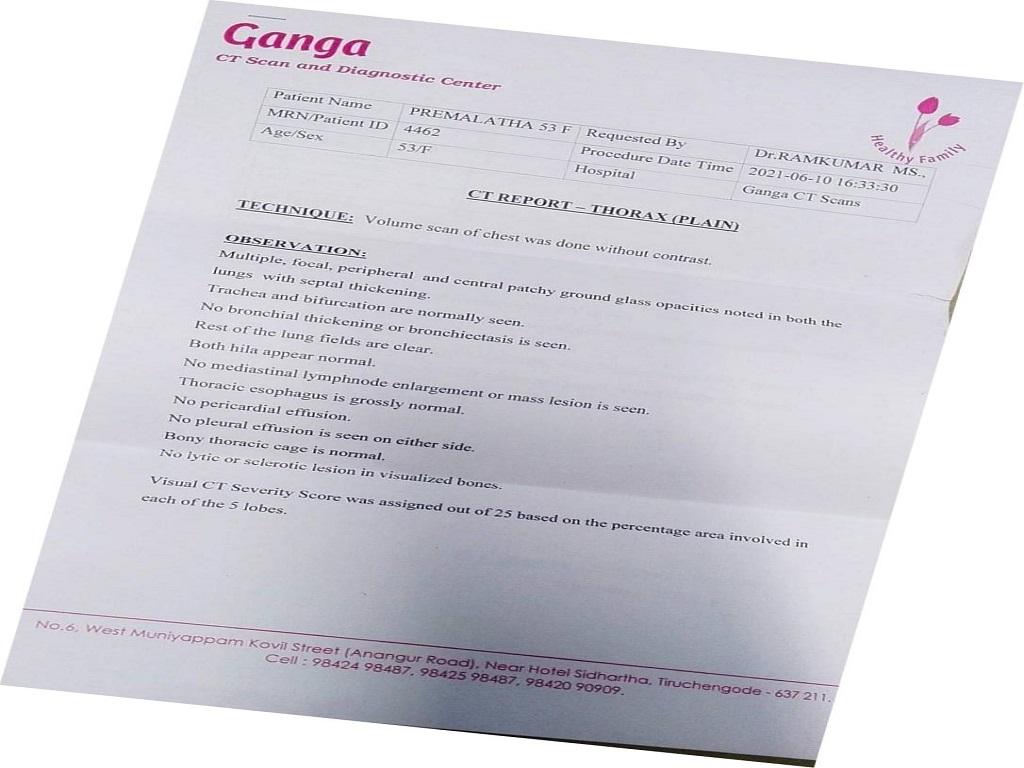 Ganga
CT Scan and Diagnostic Center
Healthy Family
Patient Name PREMALATHA 53 F Requested By Dr.RAMKUMAR MS.,
MRN/Patient ID 4462 Procedure Date Time 2021-06-10 16:33:30
Age/Sex 53/F Hospital Ganga CT Scans
CT REPORT – THORAX (PLAIN)
TECHNIQUE: Volume scan of chest was done without contrast.
OBSERVATION:
Multiple, focal, peripheral and central patchy ground glass opacities noted in both the
lungs with septal thickening.
Trachea and bifurcation are normally seen.
No bronchial thickening or bronchiectasis is seen.
Rest of the lung fields are clear.
Both hila appear normal.
No mediastinal lymphnode enlargement or mass lesion is seen.
Thoracic esophagus is grossly normal.
No pericardial effusion.
No pleural effusion is seen on either side.
Bony thoracic cage is normal.
No lytic or sclerotic lesion in visualized bones.
Visual CT Severity Score was assigned out of 25 based on the percentage area involved in
each of the 5 lobes.
No.6, West Muniyappam Kovil Street (Anangur Road), Near Hotel Sidhartha, Tiruchengode - 637 211.
Cell : 98424 98487, 98425 98487, 98420 90909.